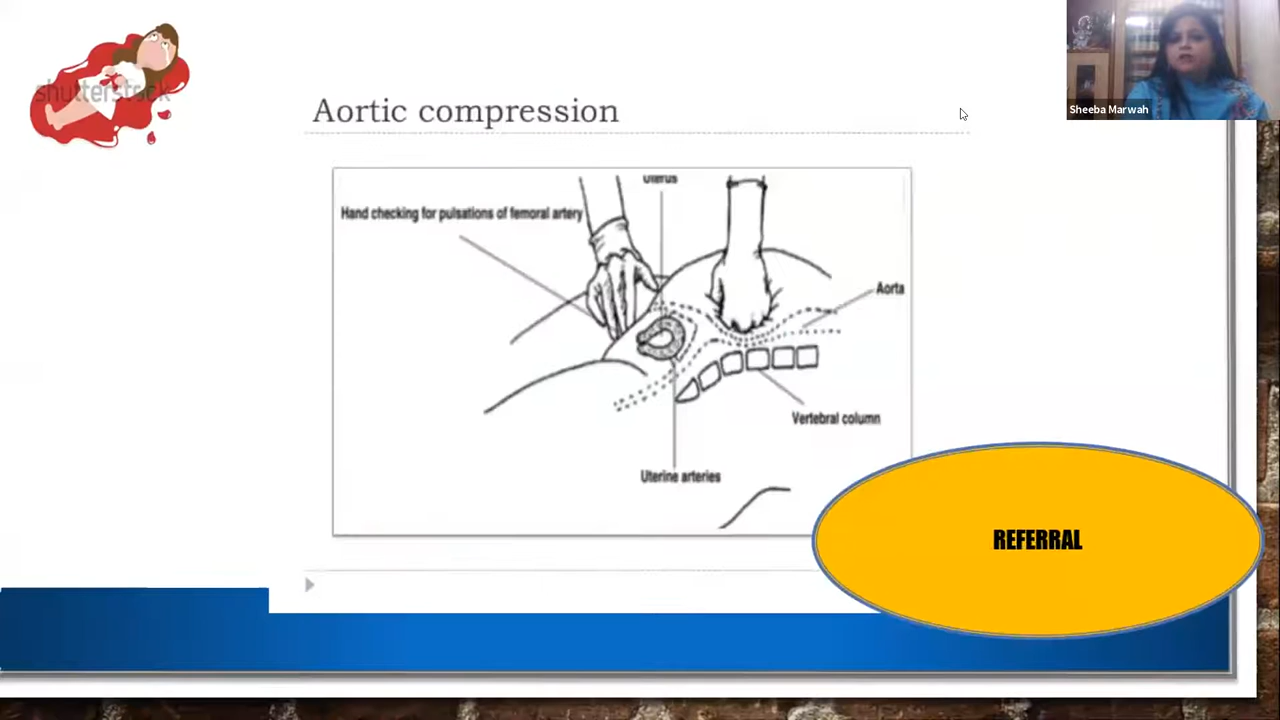 shutterstock
Sheeba Marwah
Aortic compression
Uterus
Hand checking for pulsations of femoral artery
Aorta
Vertebral column
Uterine arteries
REFERRAL